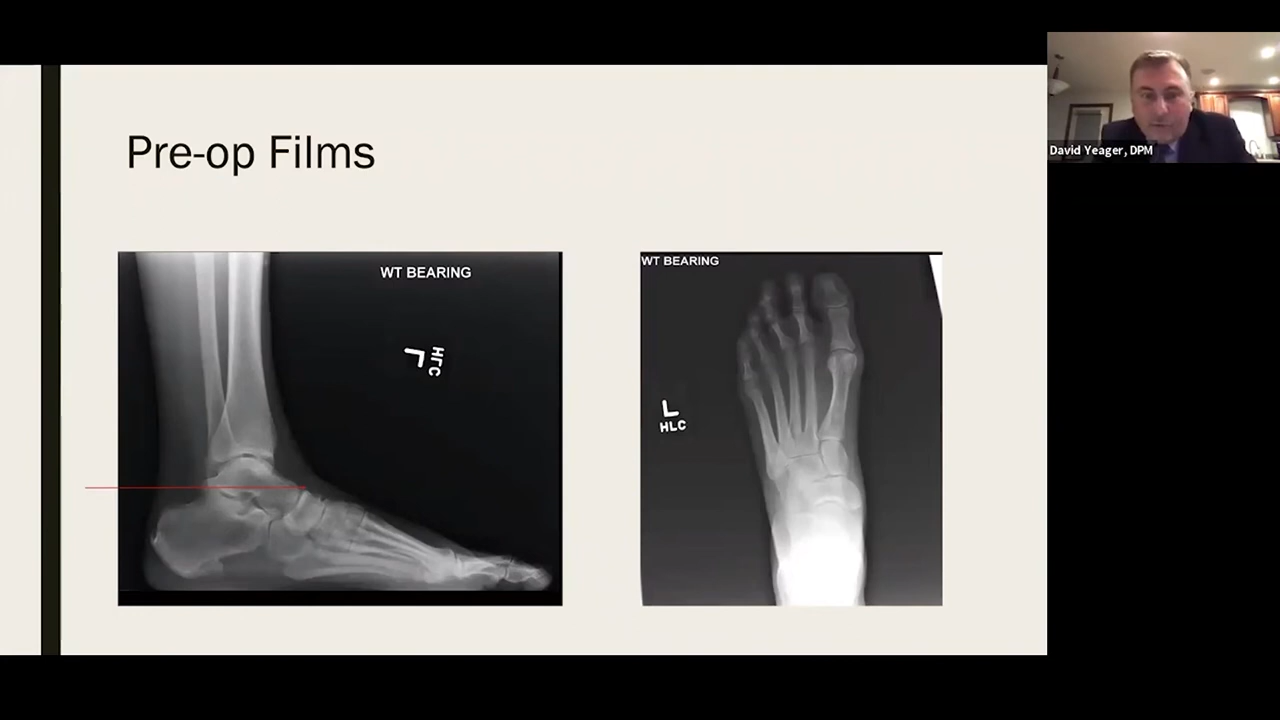 Pre-op Films
WT BEARING
L
HLC
WT BEARING
L
HLC
David Yeager, DPM